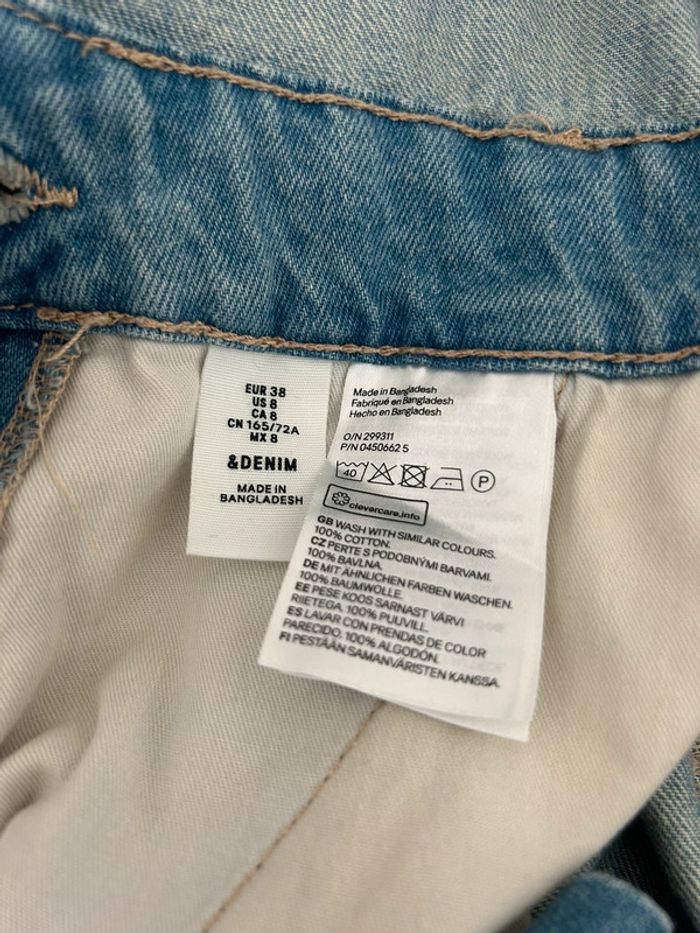 EUR 38
US 8
CA 8
CN 165/72A
MX 8
&DENIM
MADE IN
BANGLADESH
Made in Bangladesh
Fabriqué en Bangladesh
Hecho en Bangladesh
O/N 299311
P/N 0450662 5
40
P
clevercare.info
GB WASH WITH SIMILAR COLOURS.
100% COTTON.
CZ PERTE S PODOBNÝMI BARVAMI.
100% BAVLNA.
DE MIT ÄHNLICHEN FARBEN WASCHEN.
100% BAUMWOLLE.
EE PESE KOOS SARNAST VÄRVI
RIIETEGA. 100% PUUVILL.
ES LAVAR CON PRENDAS DE COLOR
PARECIDO. 100% ALGODÓN.
FI PESTÄÄN SAMANVÄRISTEN KANSSA.